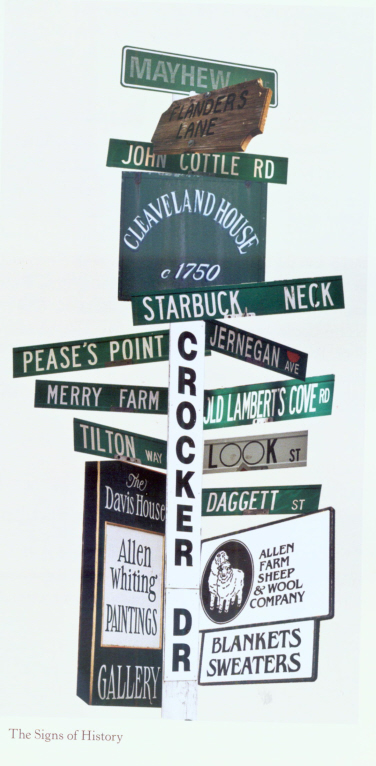 MAYHEW
FLANDERS
LANE
JOHN COTTLE RD
CLEAVELAND HOUSE
c 1750
STARBUCK NECK
JERNEGAN AVE
PEASE'S POINT
MERRY FARM
OLD LAMBERT'S COVE RD
TILTON WAY
LOOK ST
CROCKER DR
DAGGETT ST
The
Davis House
Allen
Whiting
PAINTINGS
GALLERY
ALLEN
FARM
SHEEP
& WOOL
COMPANY
BLANKETS
SWEATERS
The Signs of History